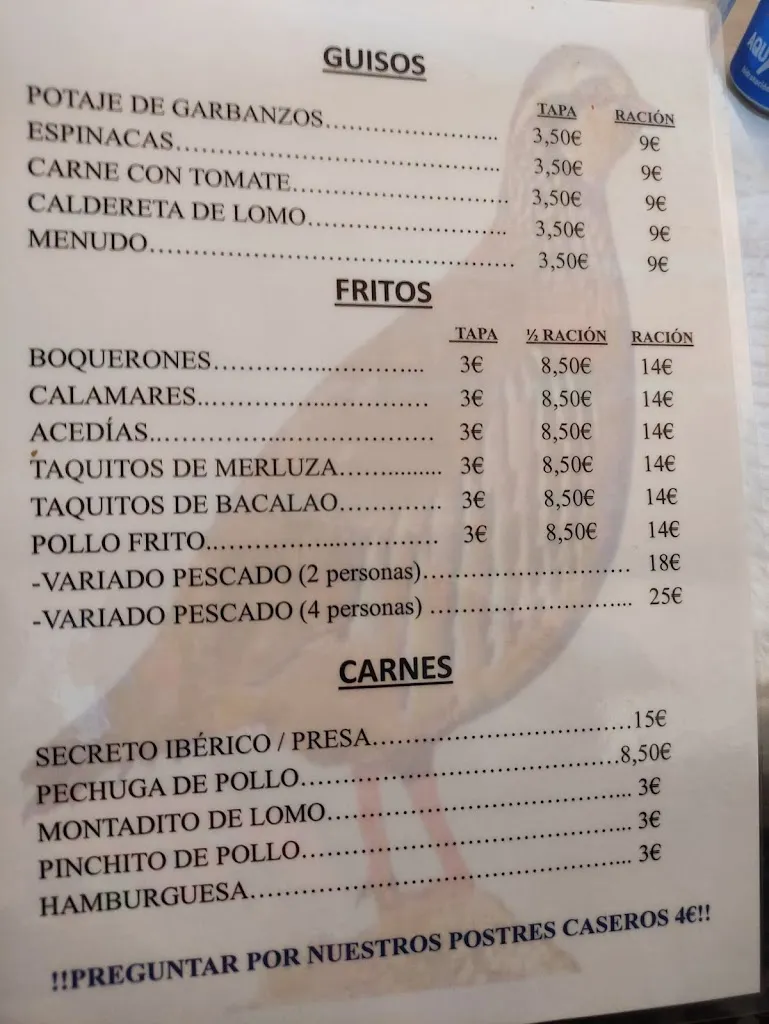 GUISOS
TAPA RACIÓN
POTAJE DE GARBANZOS........................ 3,50€ 9€
ESPINACAS............................................. 3,50€ 9€
CARNE CON TOMATE............................. 3,50€ 9€
CALDERETA DE LOMO........................... 3,50€ 9€
MENUDO................................................. 3,50€ 9€
FRITOS
TAPA ½ RACIÓN RACIÓN
BOQUERONES............................. 3€ 8,50€ 14€
CALAMARES.............................. 3€ 8,50€ 14€
ACEDÍAS..................................... 3€ 8,50€ 14€
TAQUITOS DE MERLUZA.............. 3€ 8,50€ 14€
TAQUITOS DE BACALAO............. 3€ 8,50€ 14€
POLLO FRITO............................... 3€ 8,50€ 14€
-VARIADO PESCADO (2 personas)........................... 18€
-VARIADO PESCADO (4 personas) .......................... 25€
CARNES
SECRETO IBÉRICO / PRESA..................................15€
PECHUGA DE POLLO..........................................8,50€
MONTADITO DE LOMO....................................... 3€
PINCHITO DE POLLO........................................... 3€
HAMBURGUESA................................................. 3€
!!PREGUNTAR POR NUESTROS POSTRES CASEROS 4€!!